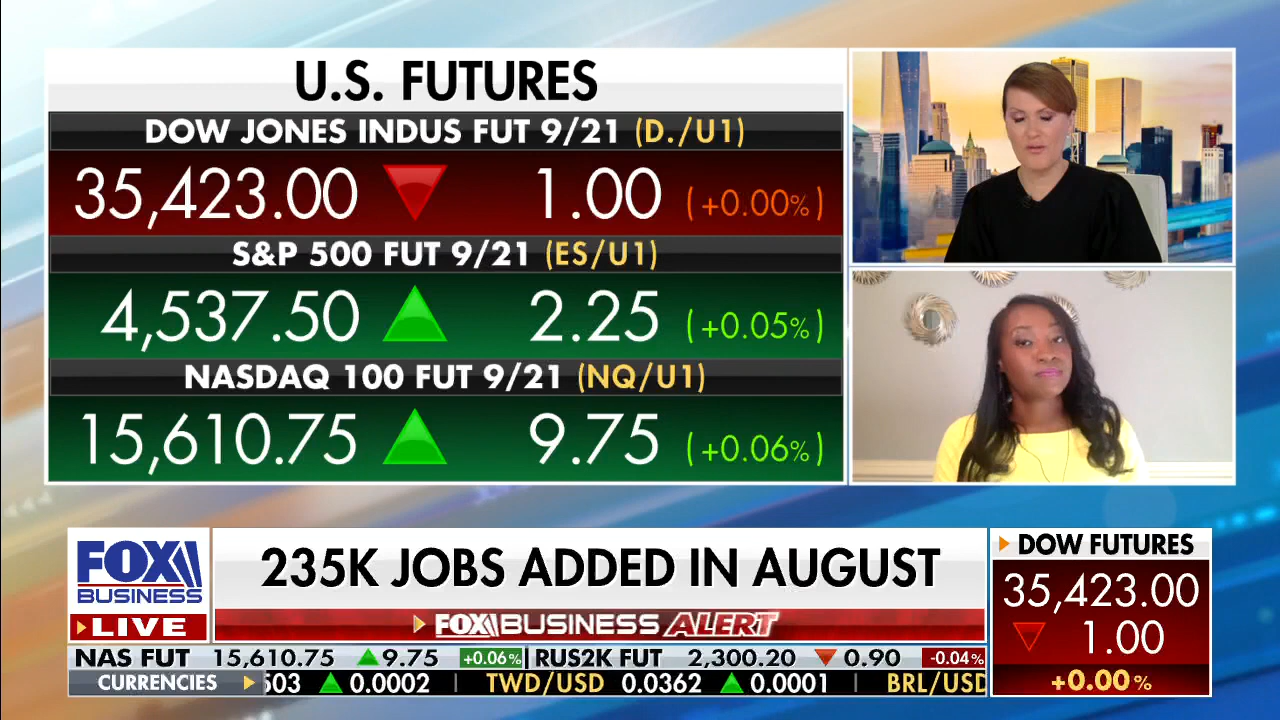 U.S. FUTURES
DOW JONES INDUS FUT 9/21 (D./U1)
35,423.00 1.00 (+0.00%)
S&P 500 FUT 9/21 (ES/U1)
4,537.50 2.25 (+0.05%)
NASDAQ 100 FUT 9/21 (NQ/U1)
15,610.75 9.75 (+0.06%)
FOX
BUSINESS
LIVE
235K JOBS ADDED IN AUGUST
FOX BUSINESS ALERT
DOW FUTURES
35,423.00
1.00
+0.00%
NAS FUT 15,610.75 9.75 +0.06% RUS2K FUT 2,300.20 0.90 -0.04%
CURRENCIES 503 0.0002 | TWD/USD 0.0362 0.0001 | BRL/USD